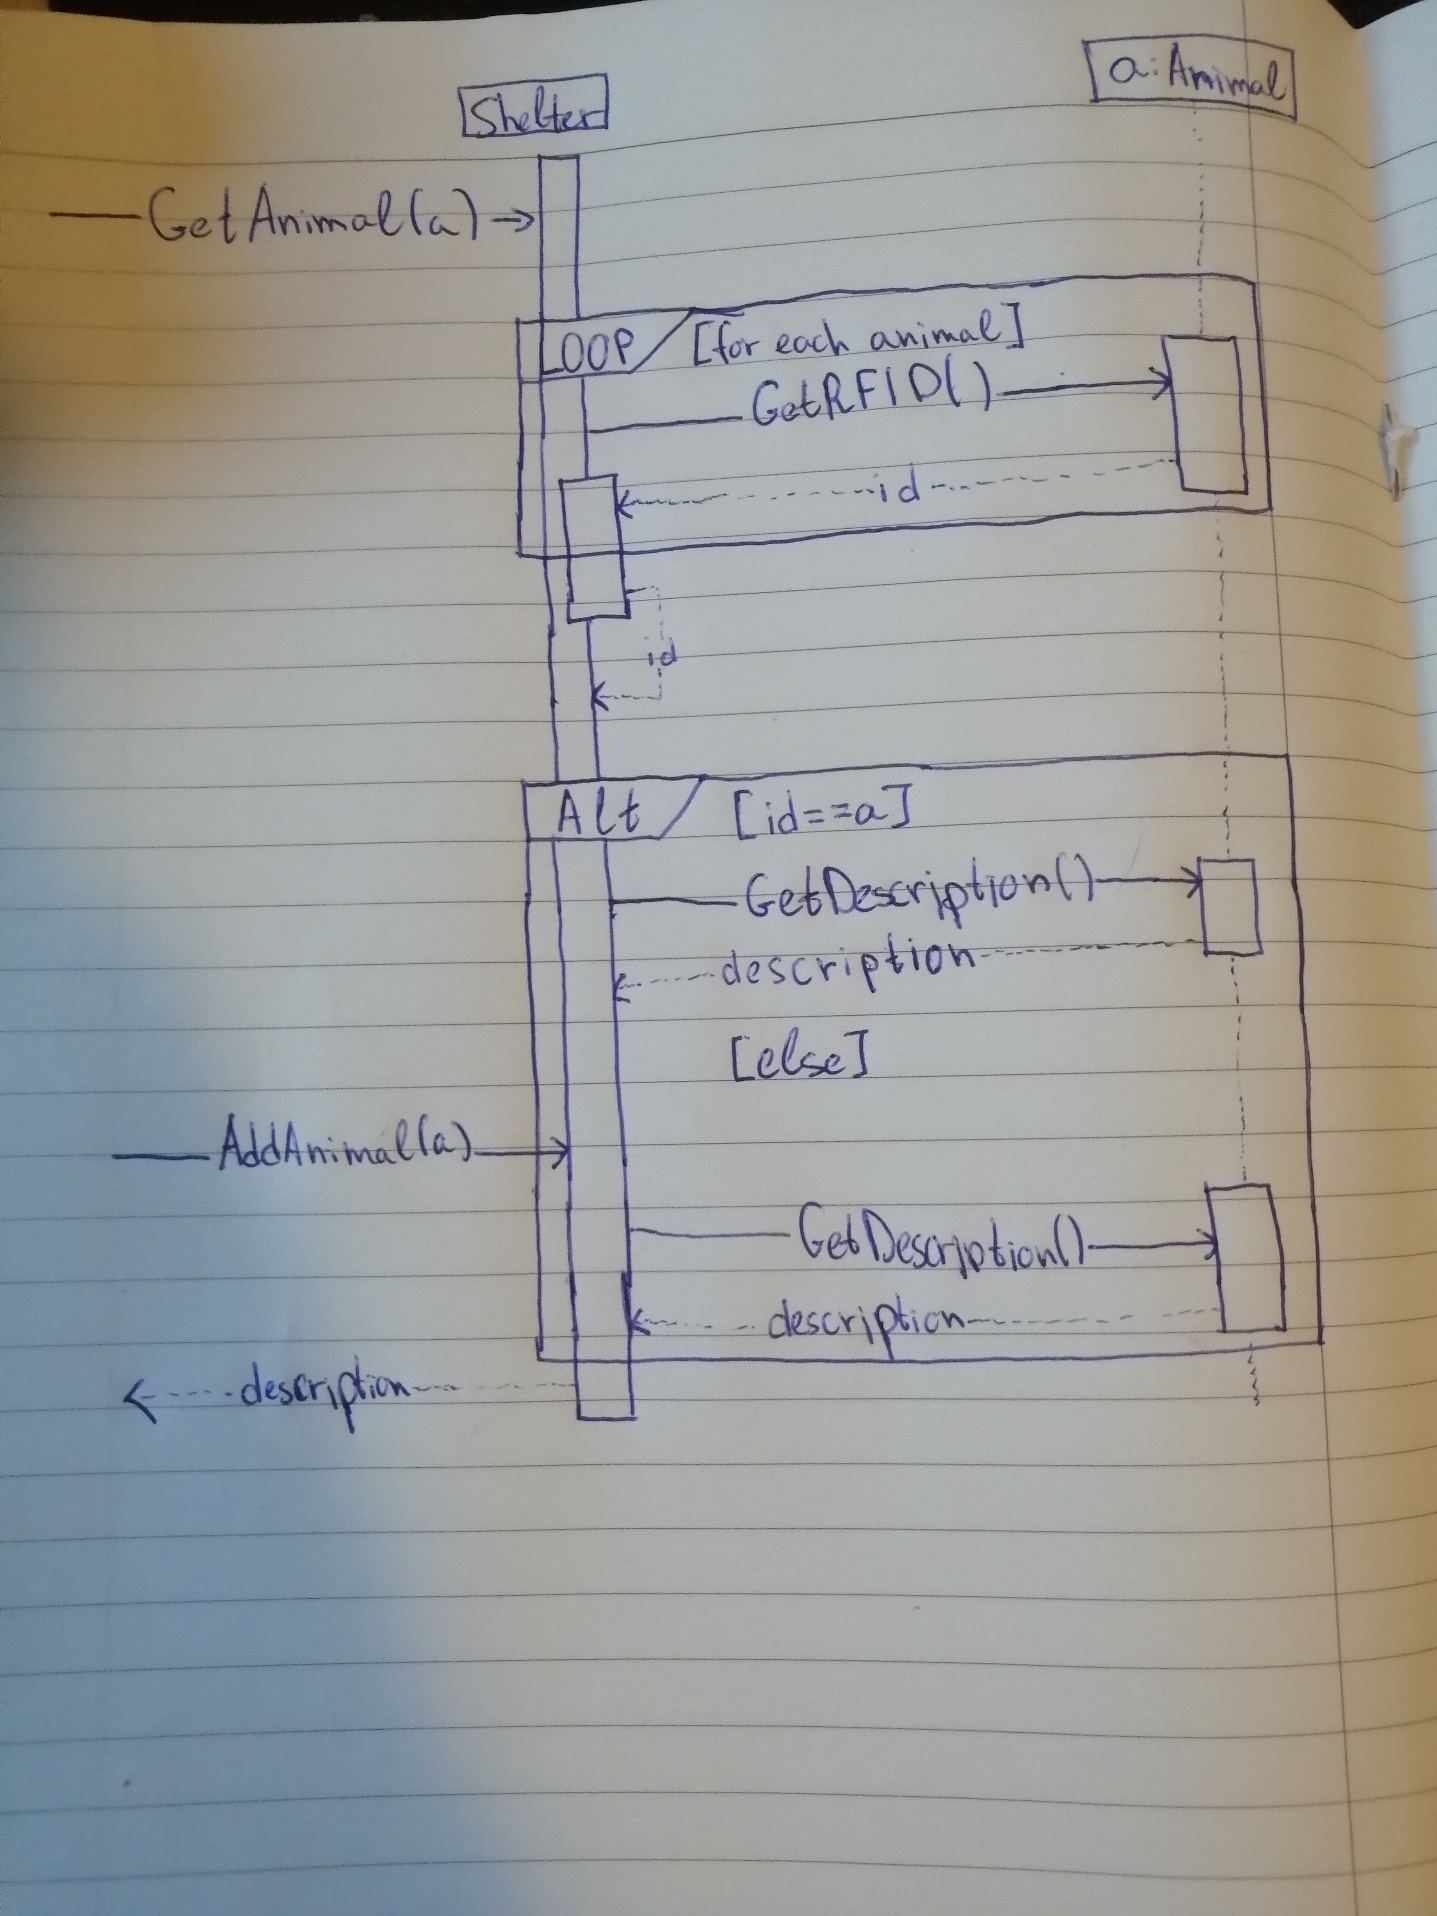 Shelter
a: Animal
GetAnimal(a)
LOOP [for each animal]
GetRFID()
id
id
Alt [id==a]
GetDescription()
description
[else]
AddAnimal(a)
GetDescription()
description
description